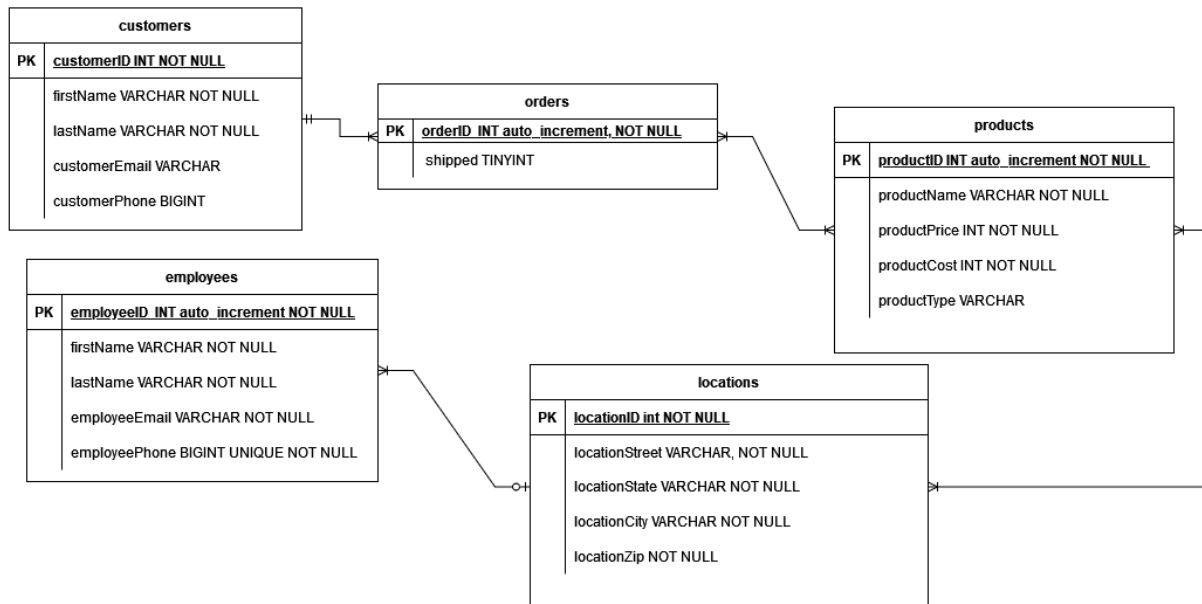 customers
PK customerID INT NOT NULL
firstName VARCHAR NOT NULL
lastName VARCHAR NOT NULL
customerEmail VARCHAR
customerPhone BIGINT
orders
PK orderID INT auto_increment, NOT NULL
shipped TINYINT
products
PK productID INT auto_increment NOT NULL
productName VARCHAR NOT NULL
productPrice INT NOT NULL
productCost INT NOT NULL
productType VARCHAR
employees
PK employeeID INT auto_increment NOT NULL
firstName VARCHAR NOT NULL
lastName VARCHAR NOT NULL
employeeEmail VARCHAR NOT NULL
employeePhone BIGINT UNIQUE NOT NULL
locations
PK locationID int NOT NULL
locationStreet VARCHAR, NOT NULL
locationState VARCHAR NOT NULL
locationCity VARCHAR NOT NULL
locationZip NOT NULL